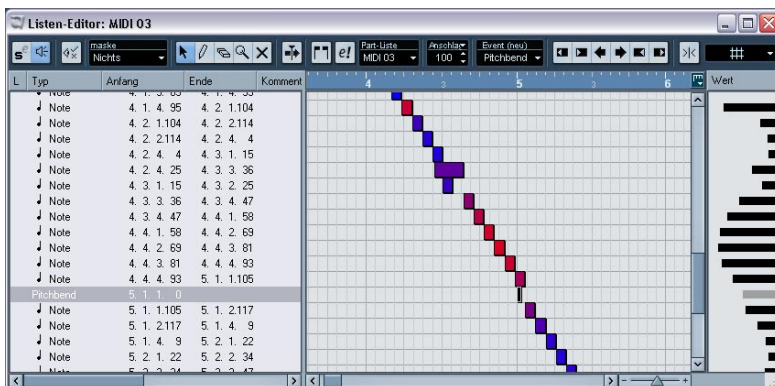 Listen-Editor: MIDI 03
maske
Nichts
Part-Liste
MIDI 03
Anschlag
100
Event (neu)
Pitchbend
L Typ Anfang Ende Komment
4 3 5 3 6
Wert
Note 4. 1. 4. 95 4. 2. 1.104
Note 4. 2. 1.104 4. 2. 2.114
Note 4. 2. 2.114 4. 2. 4. 4
Note 4. 2. 4. 4 4. 3. 1. 15
Note 4. 2. 4. 25 4. 3. 3. 36
Note 4. 3. 1. 15 4. 3. 2. 25
Note 4. 3. 3. 36 4. 3. 4. 47
Note 4. 3. 4. 47 4. 4. 1. 58
Note 4. 4. 1. 58 4. 4. 2. 69
Note 4. 4. 2. 69 4. 4. 3. 81
Note 4. 4. 3. 81 4. 4. 4. 93
Note 4. 4. 4. 93 5. 1. 1.105
Pitchbend 5. 1. 1. 0
Note 5. 1. 1.105 5. 1. 2.117
Note 5. 1. 2.117 5. 1. 4. 9
Note 5. 1. 4. 9 5. 2. 1. 22
Note 5. 2. 1. 22 5. 2. 2. 34